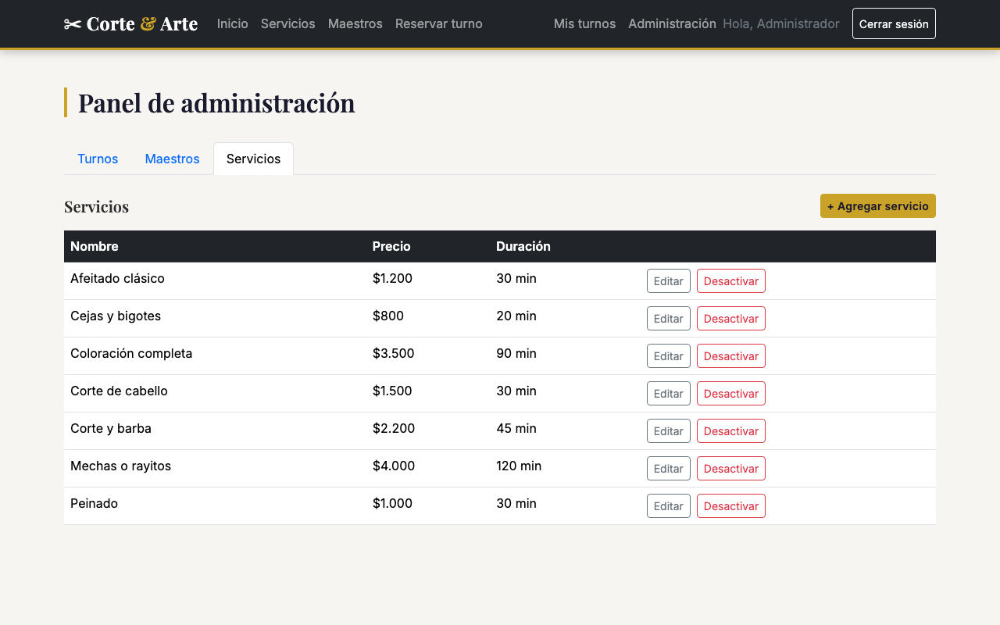 ✂ Corte & Arte Inicio Servicios Maestros Reservar turno Mis turnos Administración Hola, Administrador Cerrar sesión
Panel de administración
Turnos Maestros Servicios
Servicios + Agregar servicio
Nombre Precio Duración
Afeitado clásico $1.200 30 min Editar Desactivar
Cejas y bigotes $800 20 min Editar Desactivar
Coloración completa $3.500 90 min Editar Desactivar
Corte de cabello $1.500 30 min Editar Desactivar
Corte y barba $2.200 45 min Editar Desactivar
Mechas o rayitos $4.000 120 min Editar Desactivar
Peinado $1.000 30 min Editar Desactivar